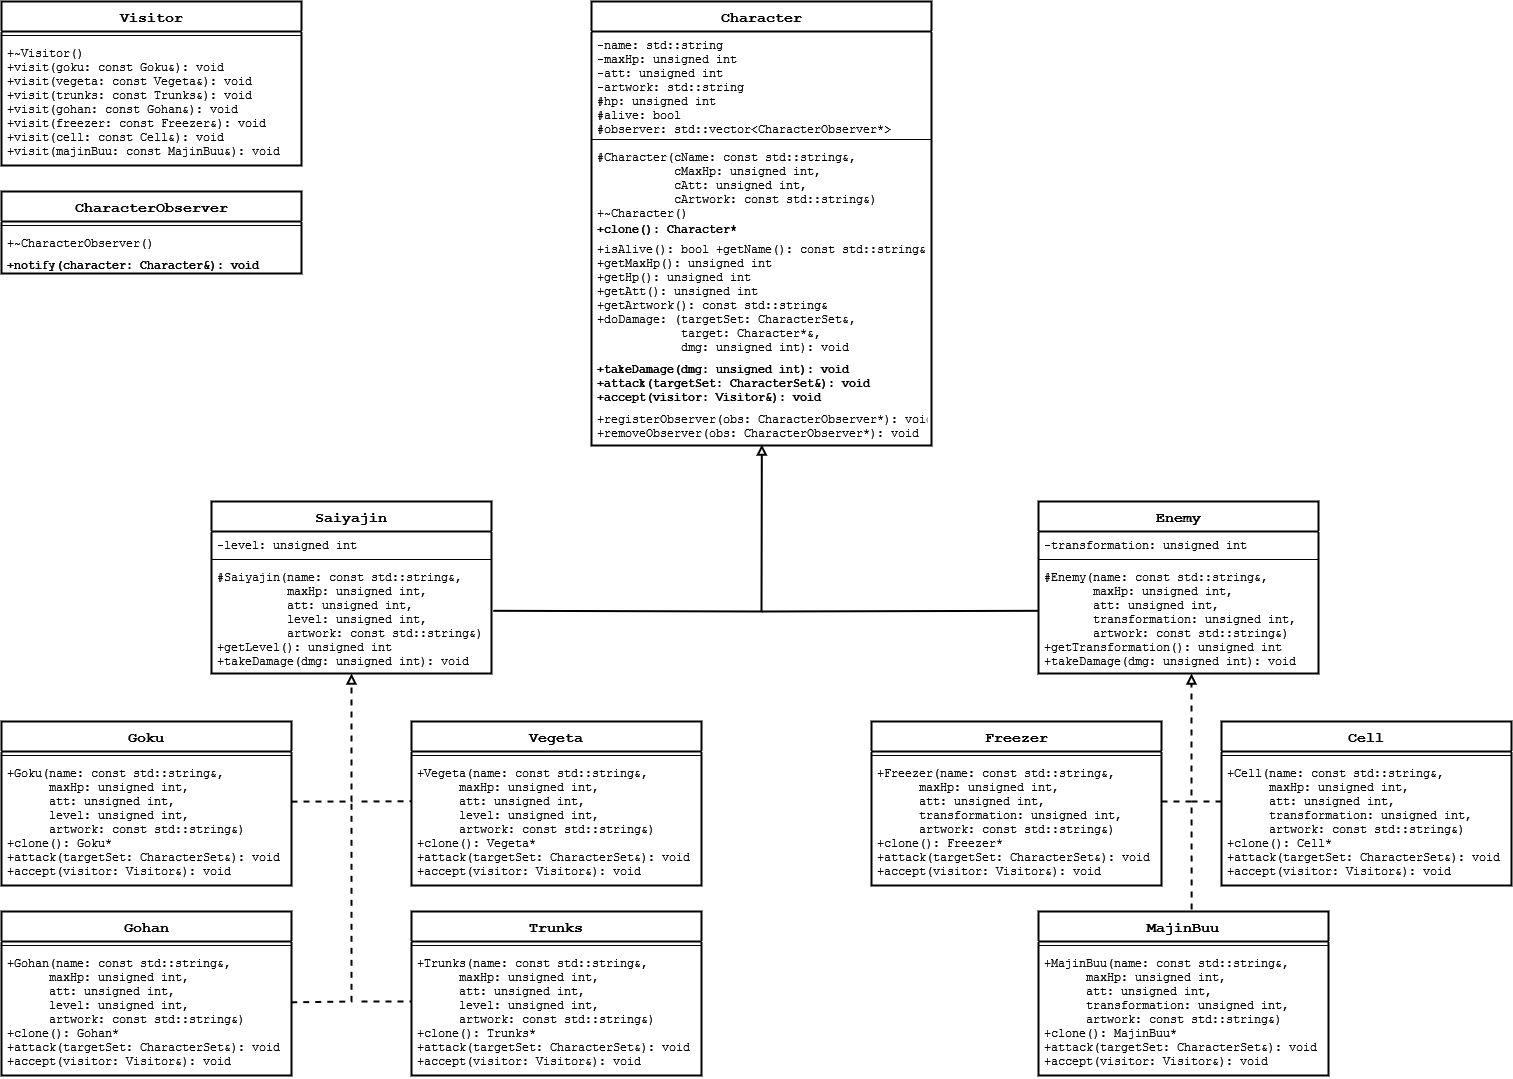 Visitor
+~Visitor()
+visit(goku: const Goku&): void
+visit(vegeta: const Vegeta&): void
+visit(trunks: const Trunks&): void
+visit(gohan: const Gohan&): void
+visit(freezer: const Freezer&): void
+visit(cell: const Cell&): void
+visit(majinBuu: const MajinBuu&): void
CharacterObserver
+~CharacterObserver()
+notify(character: Character&): void
Character
-name: std::string
-maxHp: unsigned int
-att: unsigned int
-artwork: std::string
#hp: unsigned int
#alive: bool
#observer: std::vector<CharacterObserver*>
#Character(cName: const std::string&,
cMaxHp: unsigned int,
cAtt: unsigned int,
cArtwork: const std::string&)
+~Character()
+clone(): Character*
+isAlive(): bool +getName(): const std::string&
+getMaxHp(): unsigned int
+getHp(): unsigned int
+getAtt(): unsigned int
+getArtwork(): const std::string&
+doDamage: (targetSet: CharacterSet&,
target: Character*&,
dmg: unsigned int): void
+takeDamage(dmg: unsigned int): void
+attack(targetSet: CharacterSet&): void
+accept(visitor: Visitor&): void
+registerObserver(obs: CharacterObserver*): voi
+removeObserver(obs: CharacterObserver*): void
Saiyajin
-level: unsigned int
#Saiyajin(name: const std::string&,
maxHp: unsigned int,
att: unsigned int,
level: unsigned int,
artwork: const std::string&)
+getLevel(): unsigned int
+takeDamage(dmg: unsigned int): void
Enemy
-transformation: unsigned int
#Enemy(name: const std::string&,
maxHp: unsigned int,
att: unsigned int,
transformation: unsigned int,
artwork: const std::string&)
+getTransformation(): unsigned int
+takeDamage(dmg: unsigned int): void
Goku
+Goku(name: const std::string&,
maxHp: unsigned int,
att: unsigned int,
level: unsigned int,
artwork: const std::string&)
+clone(): Goku*
+attack(targetSet: CharacterSet&): void
+accept(visitor: Visitor&): void
Vegeta
+Vegeta(name: const std::string&,
maxHp: unsigned int,
att: unsigned int,
level: unsigned int,
artwork: const std::string&)
+clone(): Vegeta*
+attack(targetSet: CharacterSet&): void
+accept(visitor: Visitor&): void
Freezer
+Freezer(name: const std::string&,
maxHp: unsigned int,
att: unsigned int,
transformation: unsigned int,
artwork: const std::string&)
+clone(): Freezer*
+attack(targetSet: CharacterSet&): void
+accept(visitor: Visitor&): void
Cell
+Cell(name: const std::string&,
maxHp: unsigned int,
att: unsigned int,
transformation: unsigned int,
artwork: const std::string&)
+clone(): Cell*
+attack(targetSet: CharacterSet&): void
+accept(visitor: Visitor&): void
Gohan
+Gohan(name: const std::string&,
maxHp: unsigned int,
att: unsigned int,
level: unsigned int,
artwork: const std::string&)
+clone(): Gohan*
+attack(targetSet: CharacterSet&): void
+accept(visitor: Visitor&): void
Trunks
+Trunks(name: const std::string&,
maxHp: unsigned int,
att: unsigned int,
level: unsigned int,
artwork: const std::string&)
+clone(): Trunks*
+attack(targetSet: CharacterSet&): void
+accept(visitor: Visitor&): void
MajinBuu
+MajinBuu(name: const std::string&,
maxHp: unsigned int,
att: unsigned int,
transformation: unsigned int,
artwork: const std::string&)
+clone(): MajinBuu*
+attack(targetSet: CharacterSet&): void
+accept(visitor: Visitor&): void